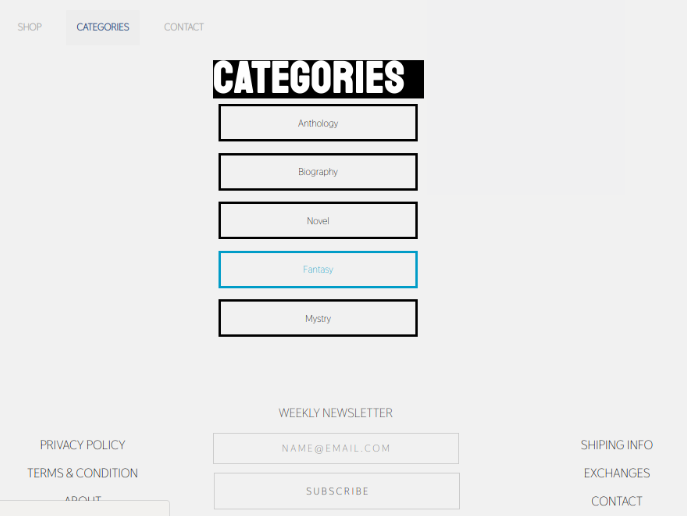 SHOP CATEGORIES CONTACT
CATEGORIES
Anthology
Biography
Novel
Fantasy
Mystry
WEEKLY NEWSLETTER
PRIVACY POLICY NAME@EMAIL.COM SHIPING INFO
TERMS & CONDITION SUBSCRIBE EXCHANGES
ABOUT CONTACT